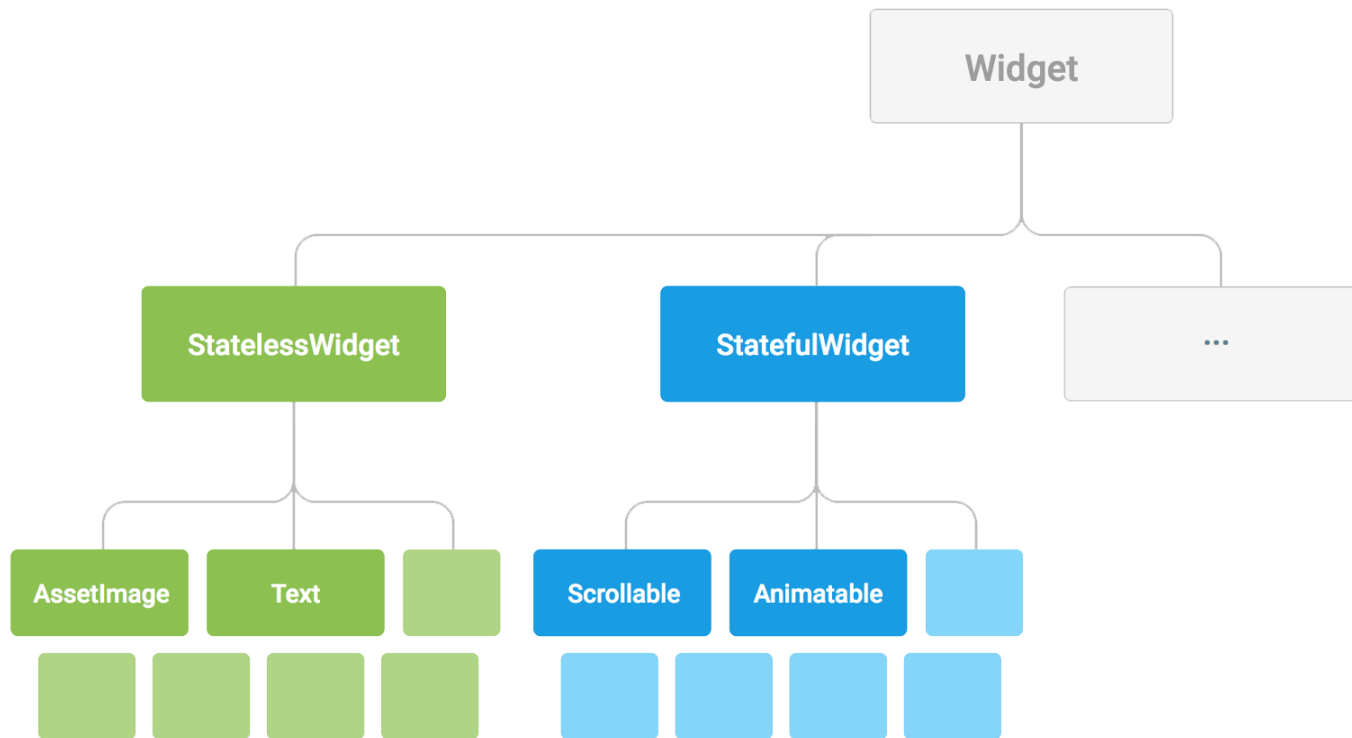 Widget
StatelessWidget
StatefulWidget
...
AssetImage
Text
Scrollable
Animatable